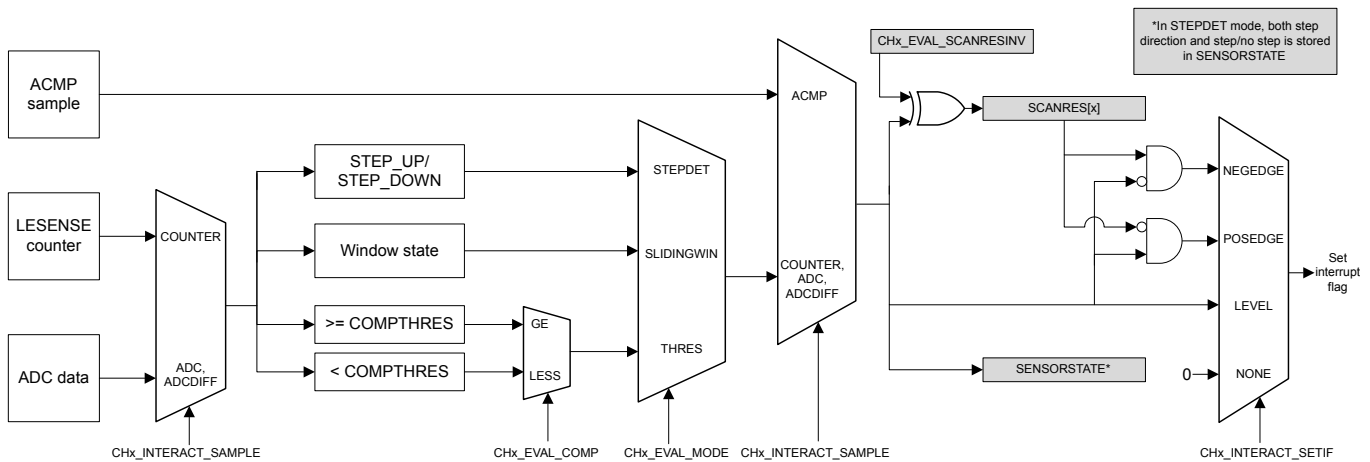 ACMP
sample
LESENSE
counter
ADC data
COUNTER
ADC,
ADCDIFF
CHx_INTERACT_SAMPLE
STEP_UP/
STEP_DOWN
Window state
>= COMPTHRES
< COMPTHRES
GE
LESS
CHx_EVAL_COMP
STEPDET
SLIDINGWIN
THRES
CHx_EVAL_MODE
ACMP
COUNTER,
ADC,
ADCDIFF
CHx_INTERACT_SAMPLE
CHx_EVAL_SCANRESINV
SCANRES[x]
SENSORSTATE*
*In STEPDET mode, both step
direction and step/no step is stored
in SENSORSTATE
NEGEDGE
POSEDGE
LEVEL
0
NONE
CHx_INTERACT_SETIF
Set
interrupt
flag